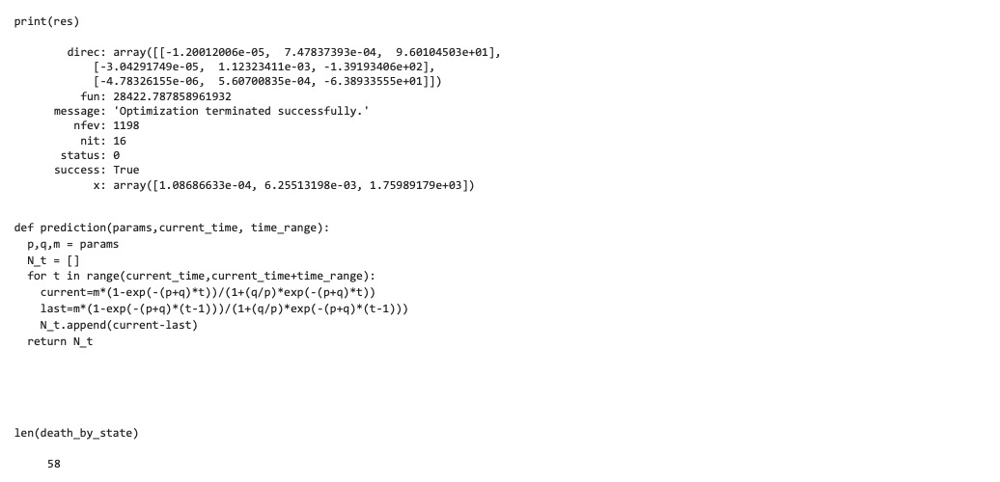 print(res)
direc: array([[-1.20012006e-05, 7.47837393e-04, 9.60104503e+01],
[-3.04291749e-05, 1.12323411e-03, -1.39193406e+02],
[-4.78326155e-06, 5.60700835e-04, -6.38933555e+01]])
fun: 28422.787858961932
message: 'Optimization terminated successfully.'
nfev: 1198
nit: 16
status: 0
success: True
x: array([1.08686633e-04, 6.25513198e-03, 1.75989179e+03])
def prediction(params,current_time, time_range):
p,q,m = params
N_t = []
for t in range(current_time,current_time+time_range):
current=m*(1-exp(-(p+q)*t))/(1+(q/p)*exp(-(p+q)*t))
last=m*(1-exp(-(p+q)*(t-1)))/(1+(q/p)*exp(-(p+q)*(t-1)))
N_t.append(current-last)
return N_t
len(death_by_state)
58